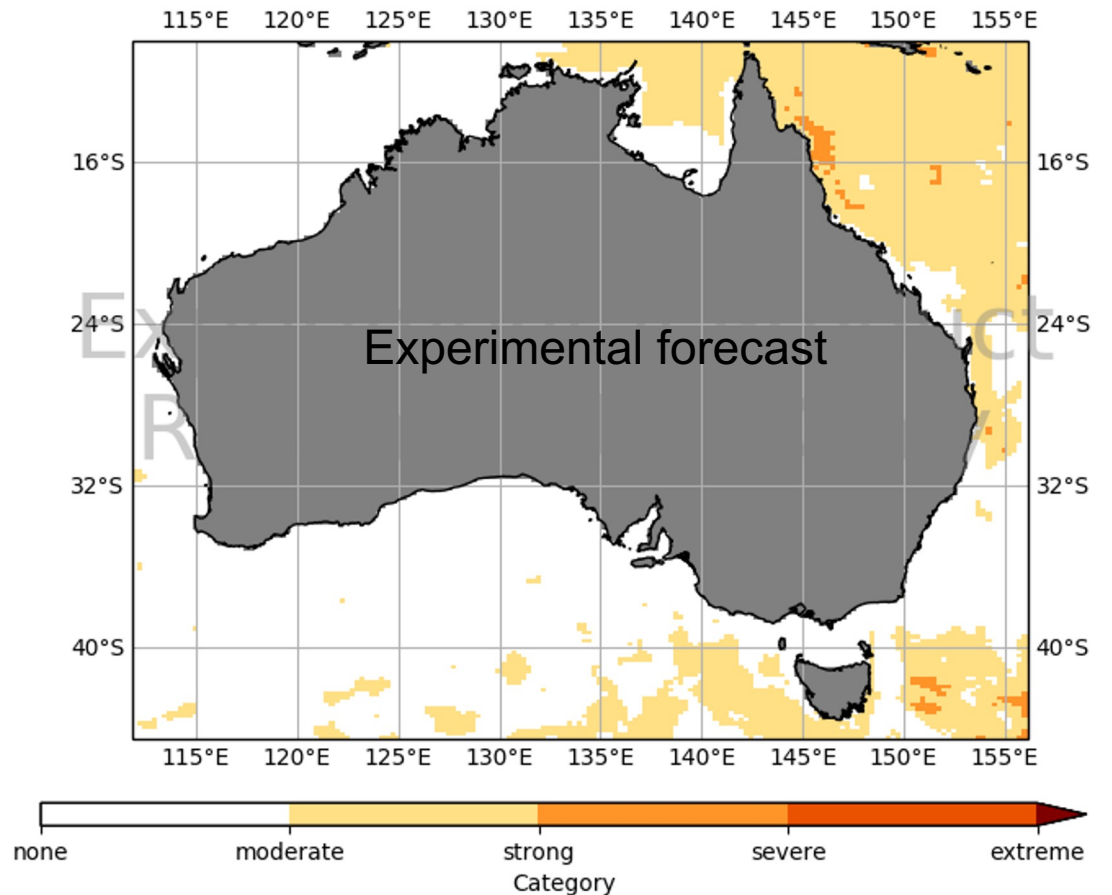 115°E 120°E 125°E 130°E 135°E 140°E 145°E 150°E 155°E
16°S 16°S
24°S 24°S
Experimental forecast
32°S 32°S
40°S 40°S
115°E 120°E 125°E 130°E 135°E 140°E 145°E 150°E 155°E
none moderate strong severe extreme
Category